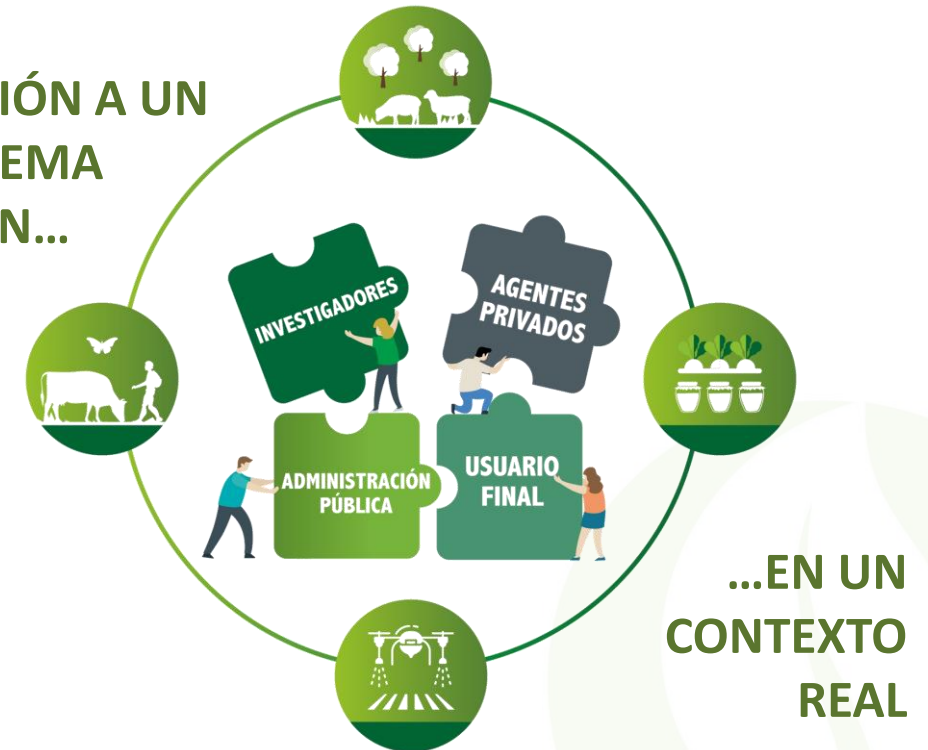 IÓN A UN
EMA
N…
INVESTIGADORES
AGENTES
PRIVADOS
ADMINISTRACIÓN
PÚBLICA
USUARIO
FINAL
…EN UN
CONTEXTO
REAL